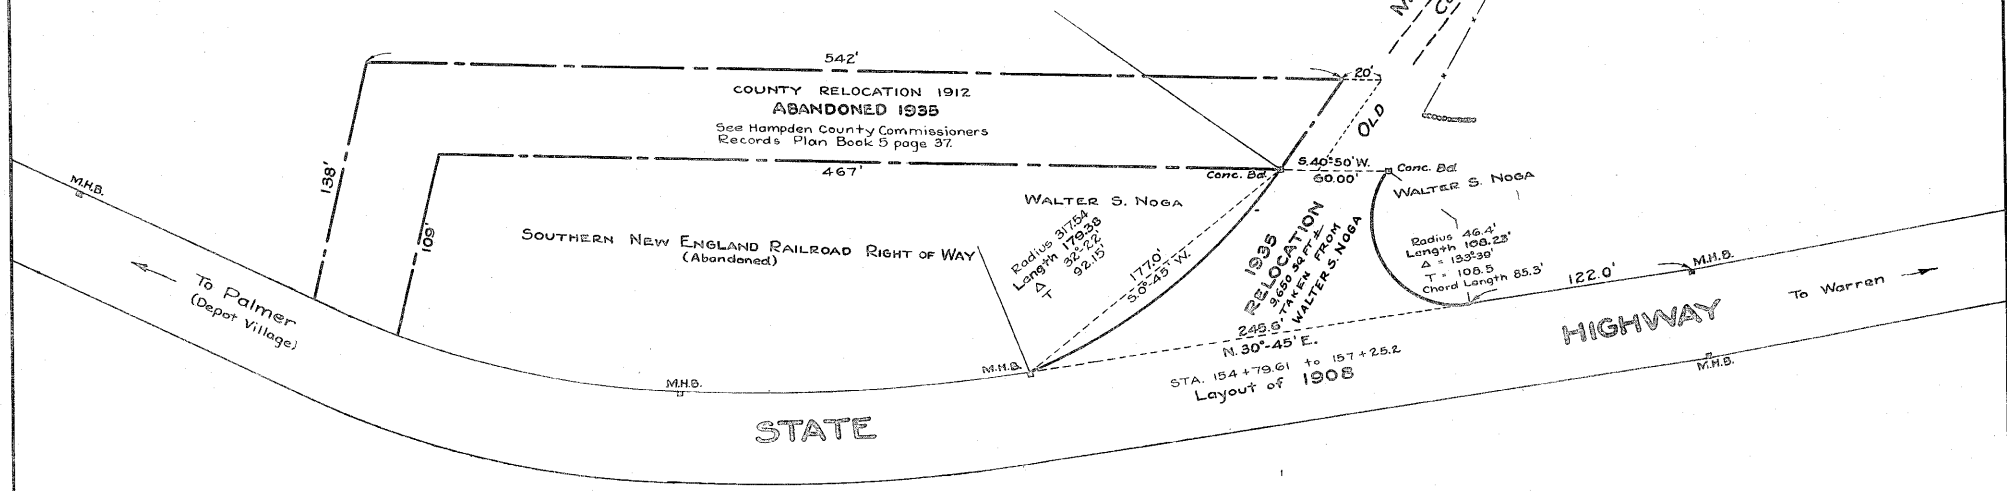 542'
20'
COUNTY RELOCATION 1912
ABANDONED 1935
See Hampden County Commissioners
Records Plan Book 5 page 37.
OLD
138'
467'
109'
M.H.B.
Conc. Bd.
S.40°-50' W.
60.00'
Conc. Bd
WALTER S. NOGA
WALTER S. NOGA
SOUTHERN NEW ENGLAND RAILROAD RIGHT OF WAY
(Abandoned)
Radius 317.54
Length 179.38
Δ 32°-22'
T 92.15'
177.0'
S.0°-45' W.
1935
RELOCATION
9,650 SQ FT ±
TAKEN FROM
WALTER S. NOGA
Radius 46.4'
Length 108.23'
Δ = 133°39'
T = 108.5
Chord Length 85.3'
122.0'
M.H.B.
To Palmer
(Depot Village)
To Warren
HIGHWAY
245.6'
N. 30°-45' E.
STA. 154+79.61 to 157+25.2
Layout of 1908
M.H.B.
M.H.B.
M.H.B.
STATE